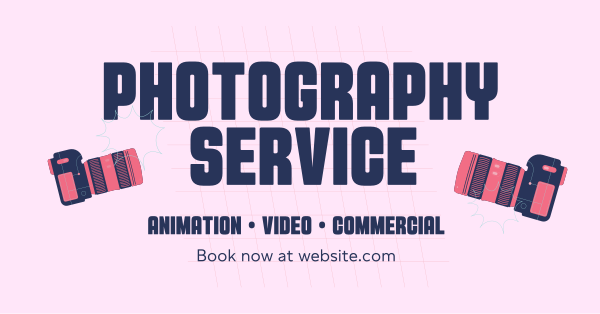 PHOTOGRAPHY
SERVICE
ANIMATION • VIDEO • COMMERCIAL
Book now at website.com